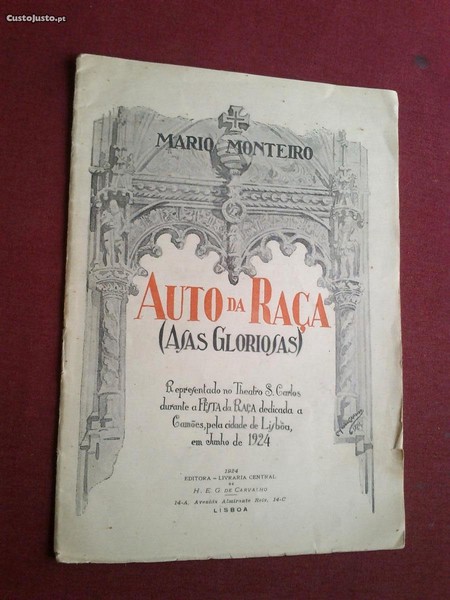 CustoJusto.pt
MARIO MONTEIRO
AUTO DA RAÇA
(ASAS GLORIOSAS)
Representado no Theatro S. Carlos
durante a FESTA da RAÇA dedicada a
Camões, pela cidade de Lisbôa,
em Junho de 1924
1924
EDITORA - LIVRARIA CENTRAL
DE
H. E. G DE CARVALHO
14-A, Avenida Almirante Reis, 14-C
LISBOA